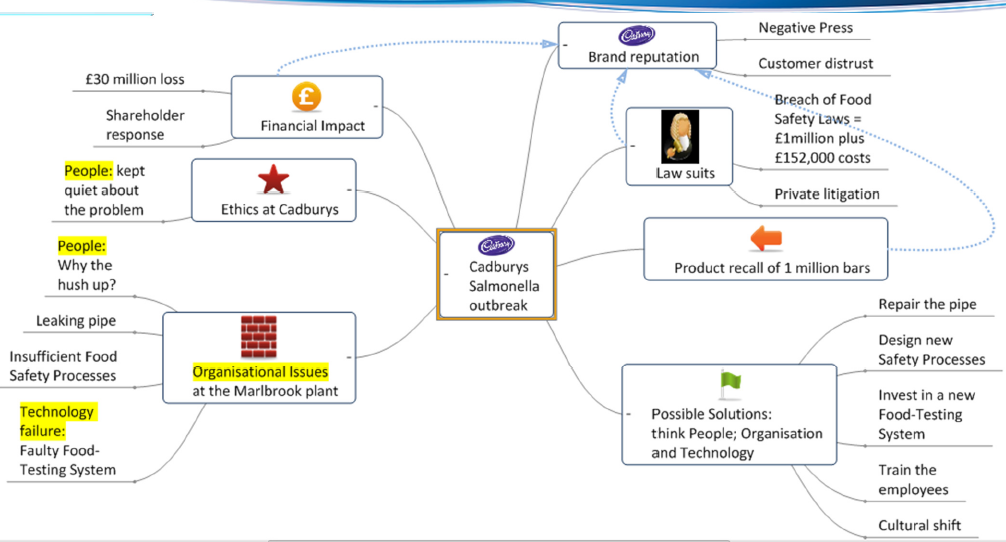 Cadbury
Brand reputation
Negative Press
Customer distrust
£30 million loss
Shareholder
response
£
Financial Impact
Breach of Food
Safety Laws =
£1million plus
£152,000 costs
Private litigation
Law suits
People: kept
quiet about
the problem
Ethics at Cadburys
Cadbury
Cadburys
Salmonella
outbreak
Product recall of 1 million bars
People:
Why the
hush up?
Leaking pipe
Insufficient Food
Safety Processes
Technology
failure:
Faulty Food-
Testing System
Organisational Issues
at the Marlbrook plant
Possible Solutions:
think People; Organisation
and Technology
Repair the pipe
Design new
Safety Processes
Invest in a new
Food-Testing
System
Train the
employees
Cultural shift